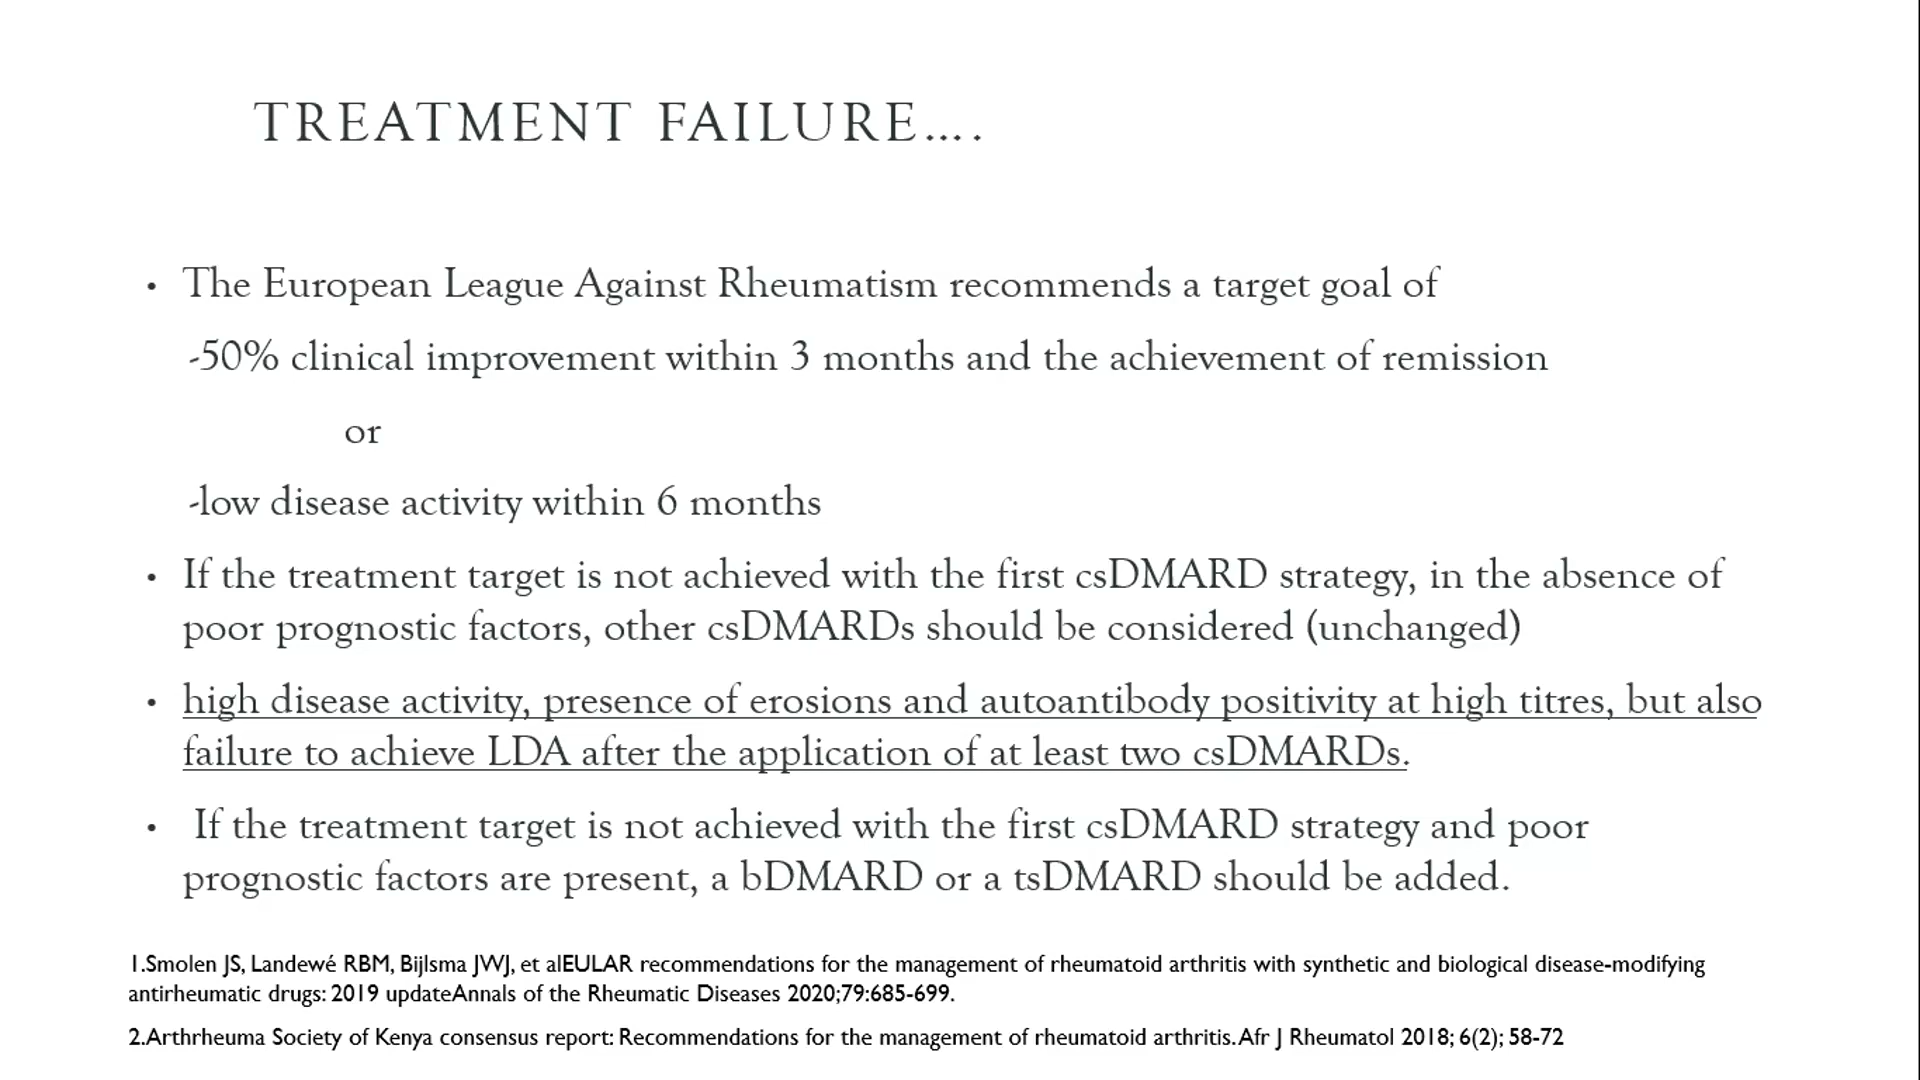 TREATMENT FAILURE....
• The European League Against Rheumatism recommends a target goal of
-50% clinical improvement within 3 months and the achievement of remission
or
-low disease activity within 6 months
• If the treatment target is not achieved with the first csDMARD strategy, in the absence of
poor prognostic factors, other csDMARDs should be considered (unchanged)
• high disease activity, presence of erosions and autoantibody positivity at high titres, but also
failure to achieve LDA after the application of at least two csDMARDs.
• If the treatment target is not achieved with the first csDMARD strategy and poor
prognostic factors are present, a bDMARD or a tsDMARD should be added.
1.Smolen JS, Landewé RBM, Bijlsma JWJ, et alEULAR recommendations for the management of rheumatoid arthritis with synthetic and biological disease-modifying
antirheumatic drugs: 2019 updateAnnals of the Rheumatic Diseases 2020;79:685-699.
2.Arthrheuma Society of Kenya consensus report: Recommendations for the management of rheumatoid arthritis. Afr J Rheumatol 2018; 6(2); 58-72